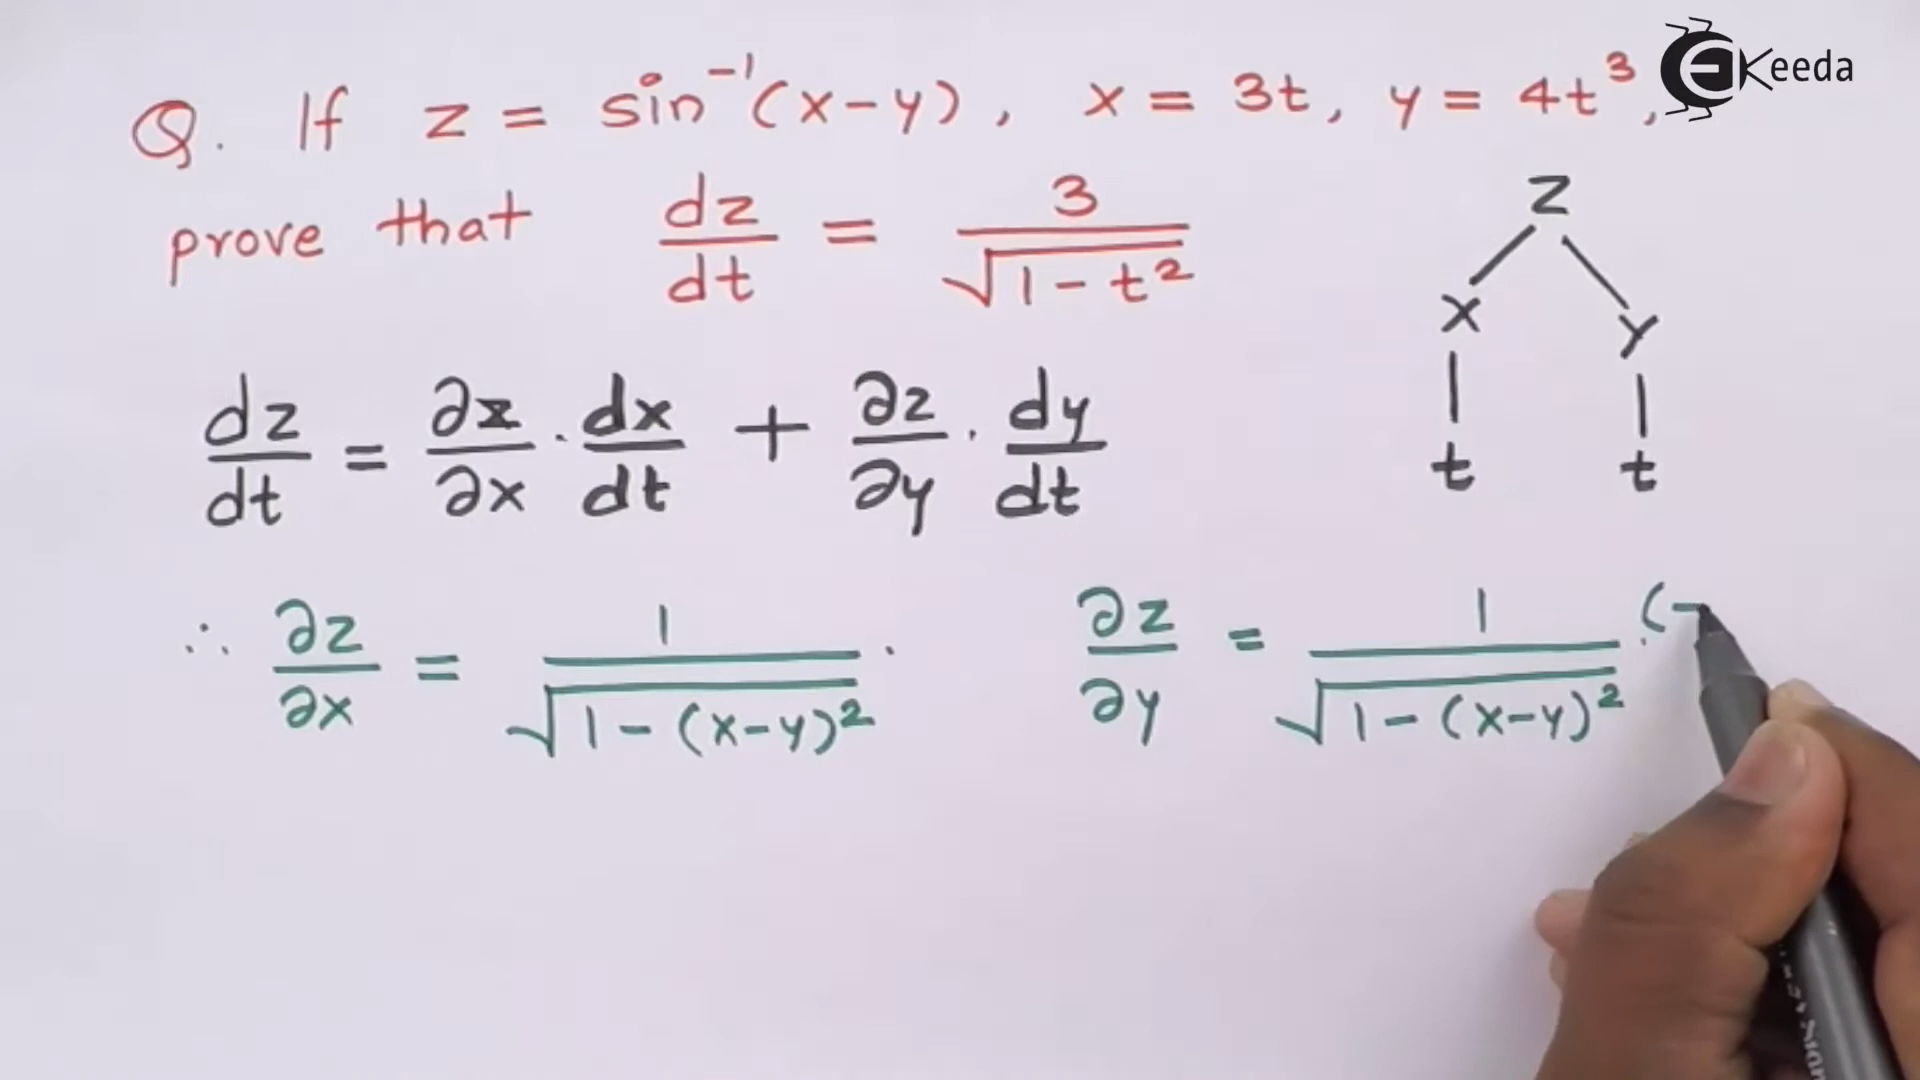 Q. If z = sin⁻¹(x-y), x = 3t, y = 4t³,
EKeeda
prove that dz/dt = 3/√(1-t²)
z
x y
t t
dz/dt = ∂z/∂x · dx/dt + ∂z/∂y · dy/dt
∴ ∂z/∂x = 1/√(1-(x-y)²) · ∂z/∂y = 1/√(1-(x-y)²) · (-